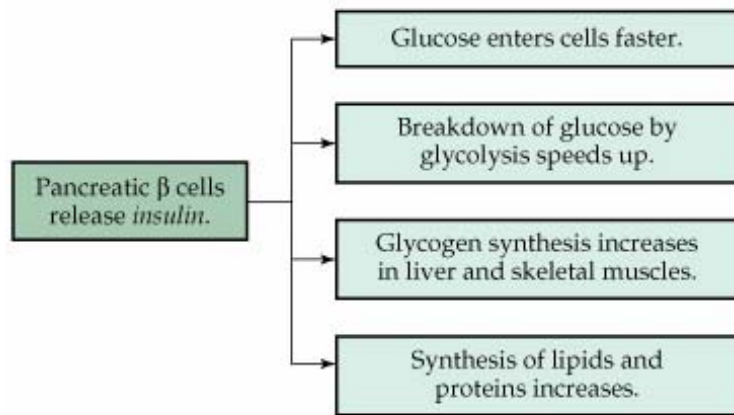 Glucose enters cells faster.
Breakdown of glucose by
glycolysis speeds up.
Pancreatic β cells
release insulin.
Glycogen synthesis increases
in liver and skeletal muscles.
Synthesis of lipids and
proteins increases.